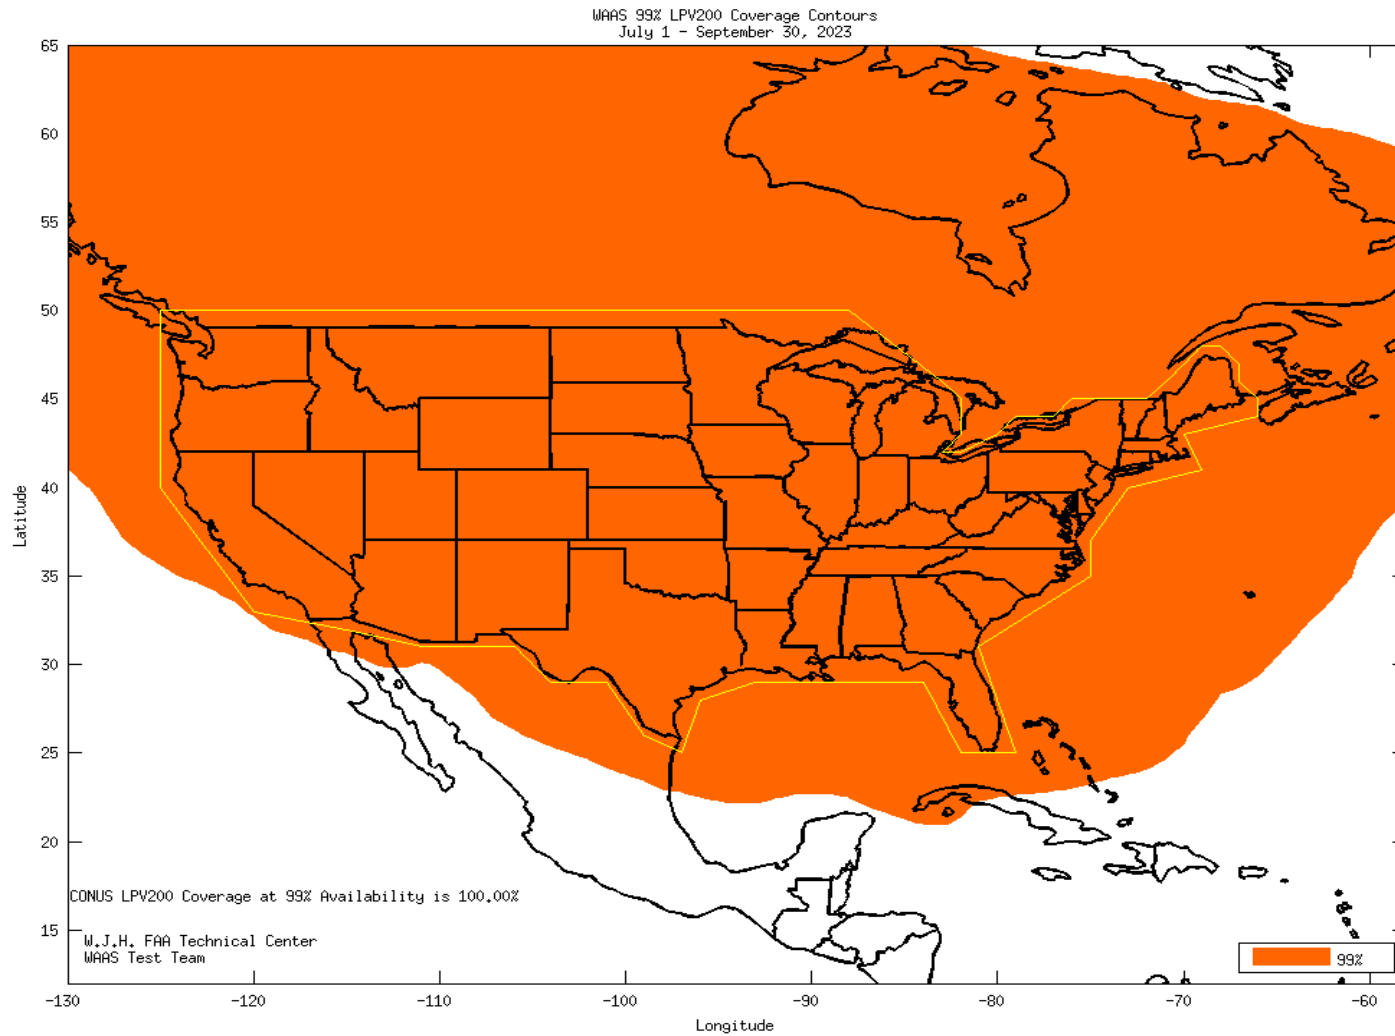 WAAS 99% LPV200 Coverage Contours
July 1 - September 30, 2023
65
60
55
50
45
40
35
30
25
20
15
Latitude
CONUS LPV200 Coverage at 99% Availability is 100.00%
W.J.H. FAA Technical Center
WAAS Test Team
99%
-130
-120
-110
-100
-90
-80
-70
-60
Longitude